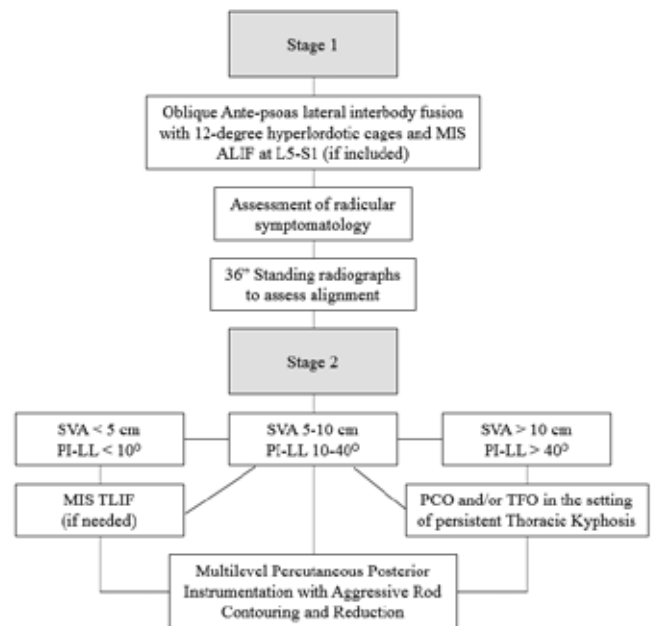 Stage 1
Oblique Ante-psoas lateral interbody fusion
with 12-degree hyperlordotic cages and MIS
ALIF at L5-S1 (if included)
Assessment of radicular
symptomatology
36" Standing radiographs
to assess alignment
Stage 2
SVA < 5 cm
PI-LL < 10⁰
SVA 5-10 cm
PI-LL 10-40⁰
SVA > 10 cm
PI-LL > 40⁰
MIS TLIF
(if needed)
PCO and/or TFO in the setting
of persistent Thoracic Kyphosis
Multilevel Percutaneous Posterior
Instrumentation with Aggressive Rod
Contouring and Reduction